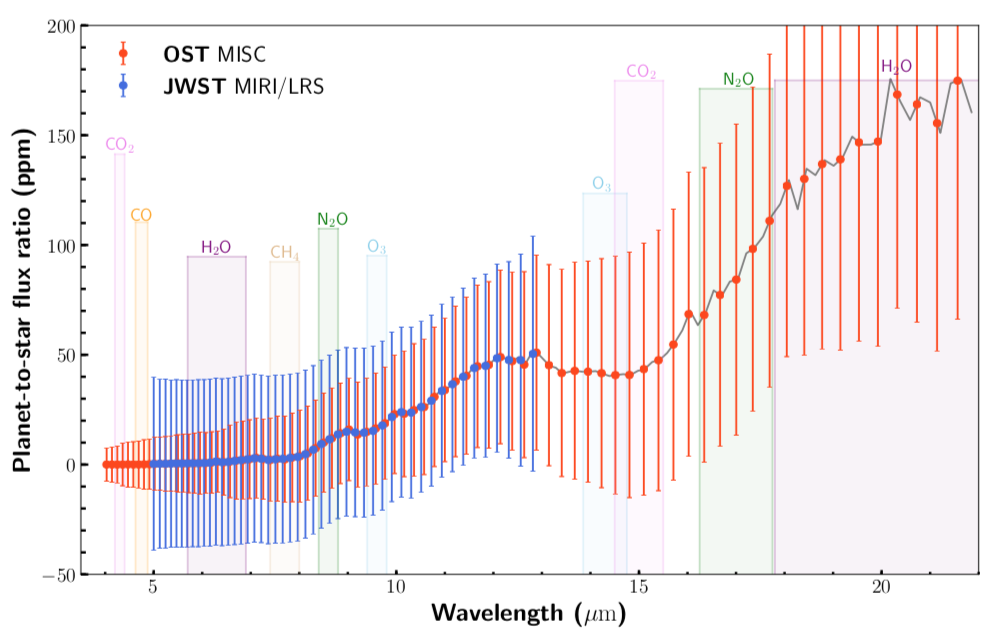 200
150
100
50
0
−50
5
10
15
20
Planet-to-star flux ratio (ppm)
Wavelength (μm)
OST MISC
JWST MIRI/LRS
CO₂
CO
H₂O
CH₄
N₂O
O₃
O₃
CO₂
N₂O
H₂O